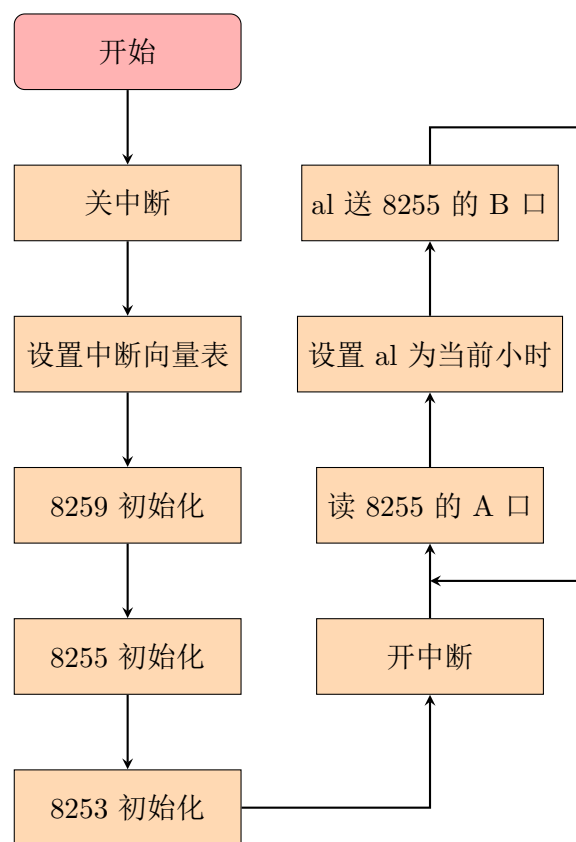 开始
关中断
设置中断向量表
8259 初始化
8255 初始化
8253 初始化
开中断
读 8255 的 A 口
设置 al 为当前小时
al 送 8255 的 B 口